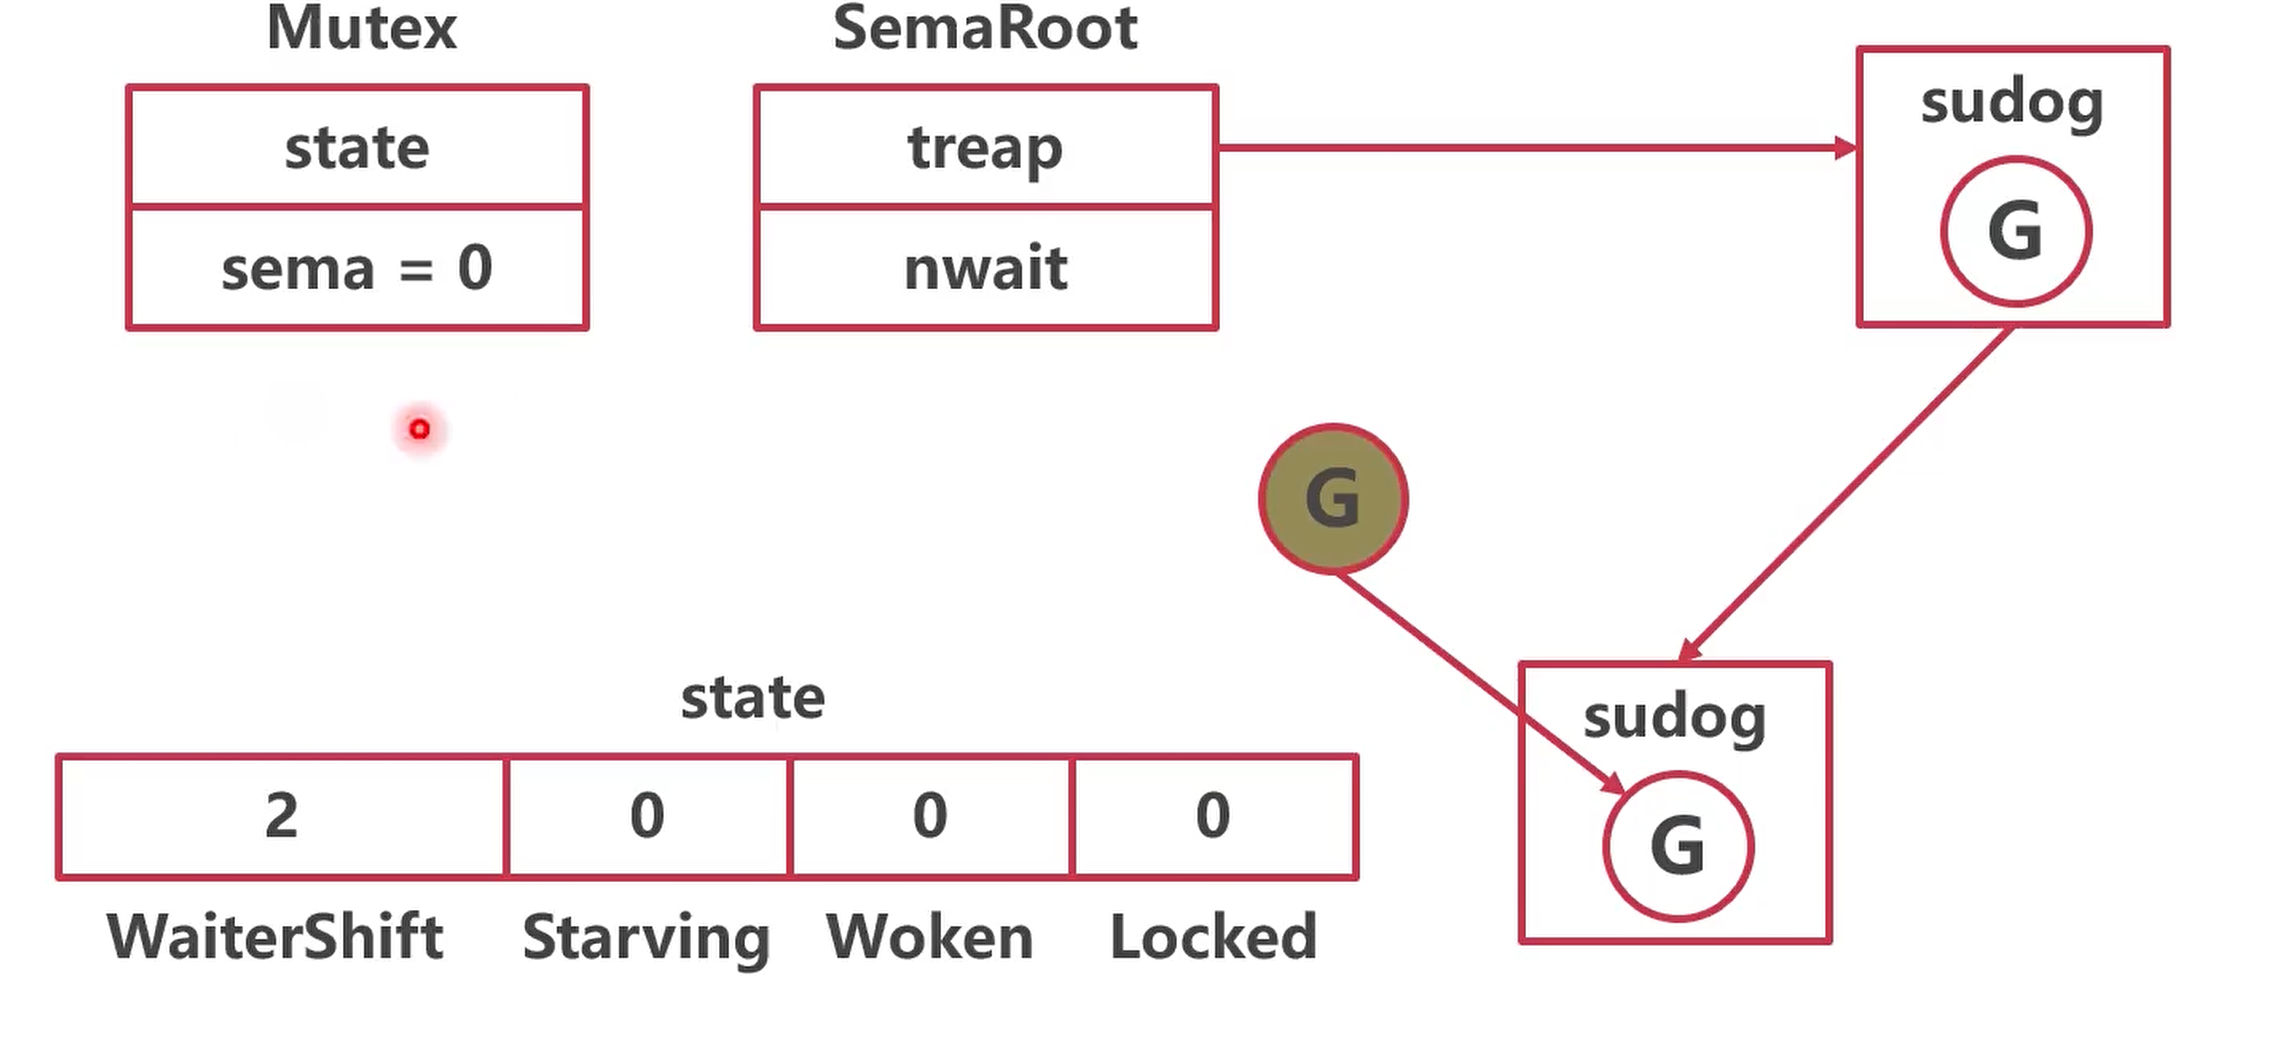 Mutex
state
sema = 0
SemaRoot
treap
nwait
sudog
G
G
sudog
G
state
2
0
0
0
WaiterShift
Starving
Woken
Locked